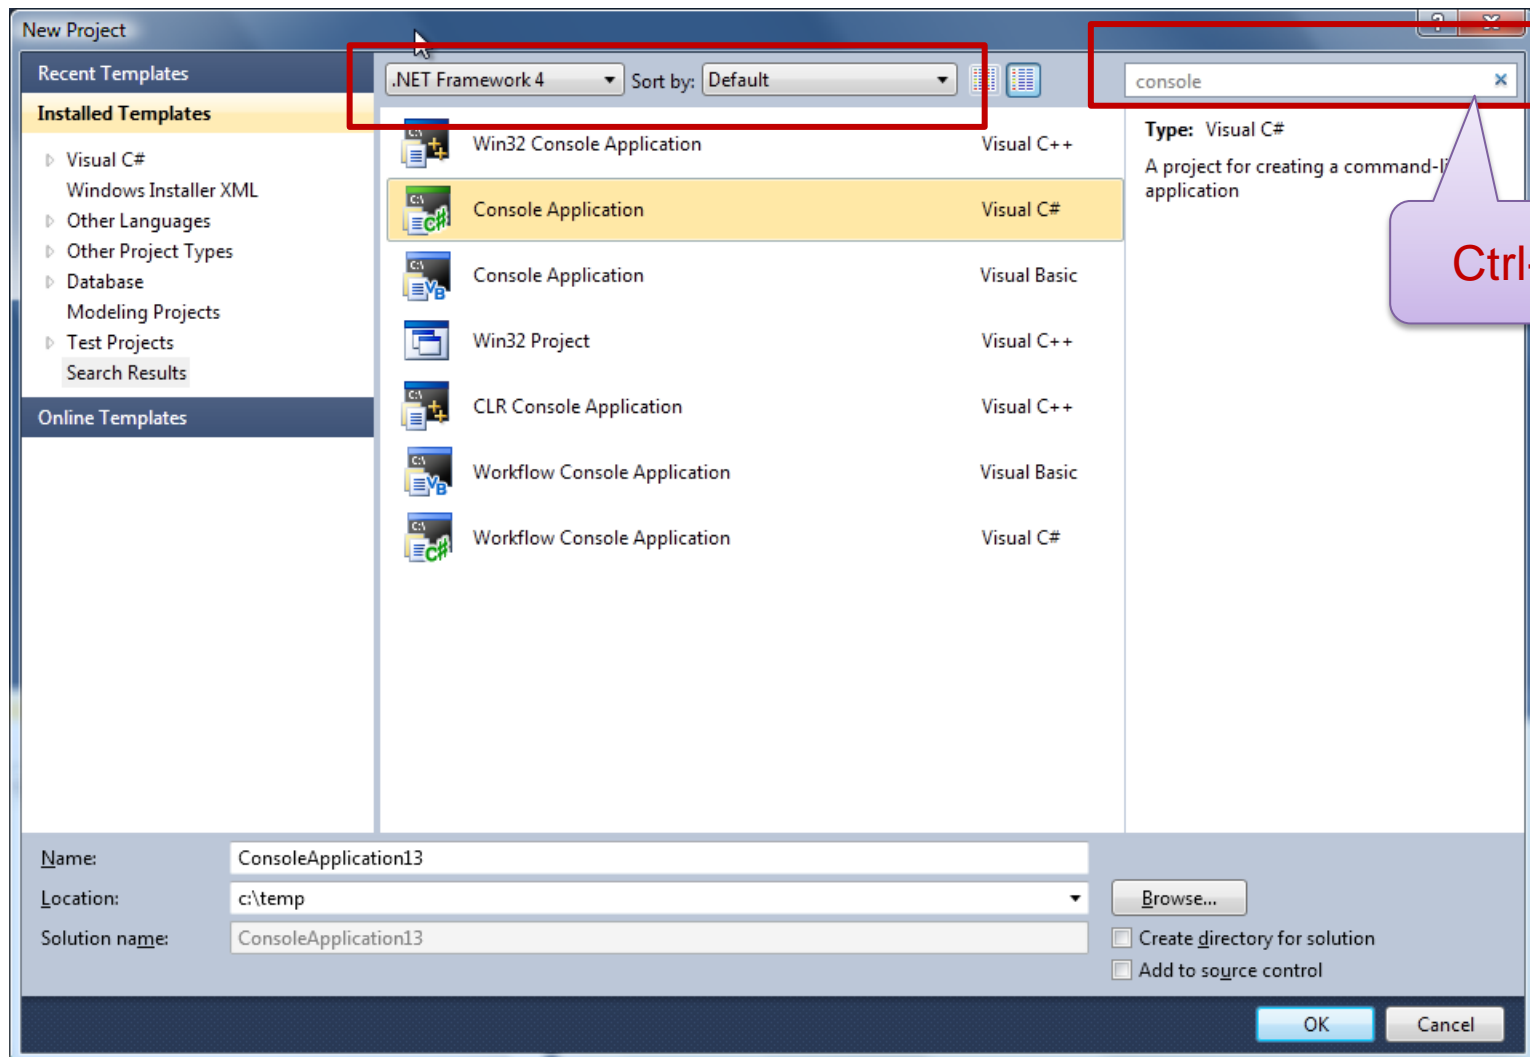 New Project
Recent Templates
Installed Templates
Visual C#
Windows Installer XML
Other Languages
Other Project Types
Database
Modeling Projects
Test Projects
Search Results
Online Templates
.NET Framework 4 Sort by: Default
console
Win32 Console Application Visual C++
Console Application Visual C#
Console Application Visual Basic
Win32 Project Visual C++
CLR Console Application Visual C++
Workflow Console Application Visual Basic
Workflow Console Application Visual C#
Type: Visual C#
A project for creating a
application
Ctrl-
Name: ConsoleApplication13
Location: c:\temp
Browse...
Solution name: ConsoleApplication13
Create directory for solution
Add to source control
OK Cancel